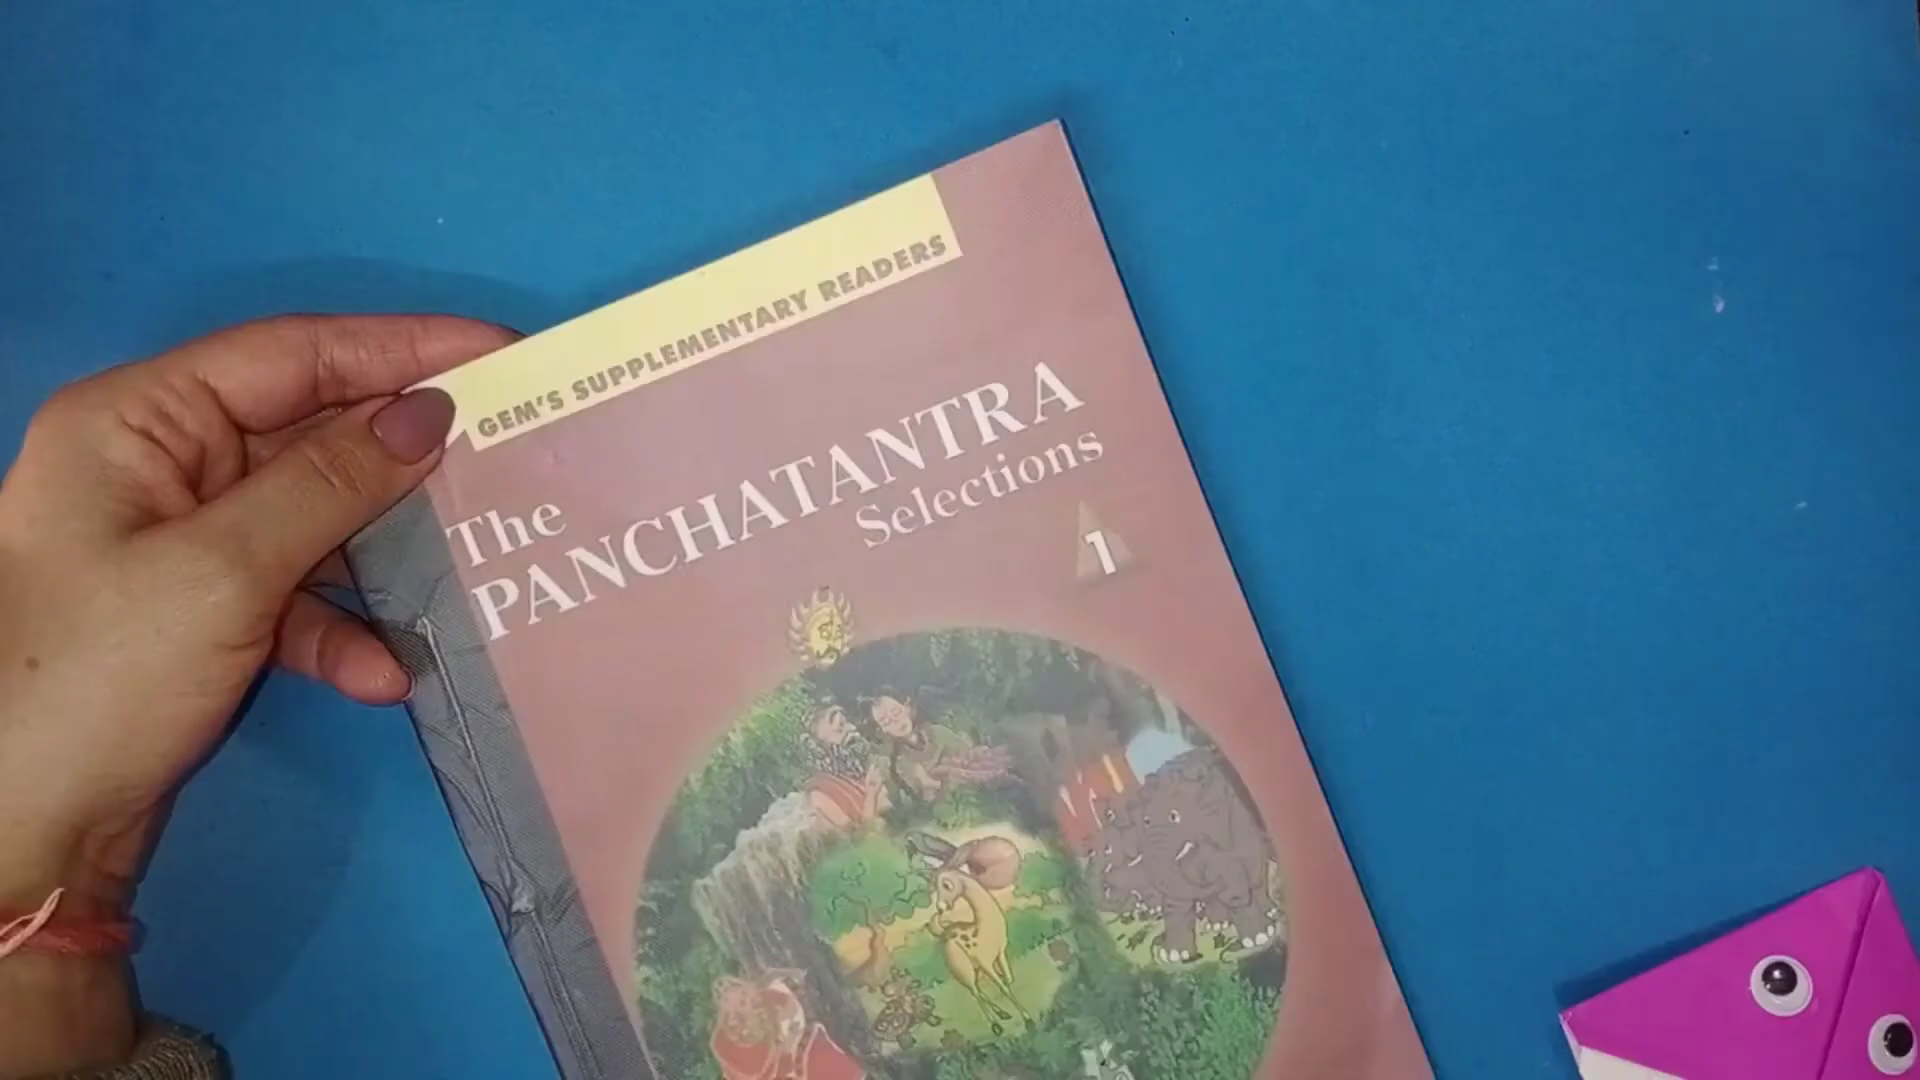 GEM'S SUPPLEMENTARY READERS
The
PANCHATANTRA
Selections
1